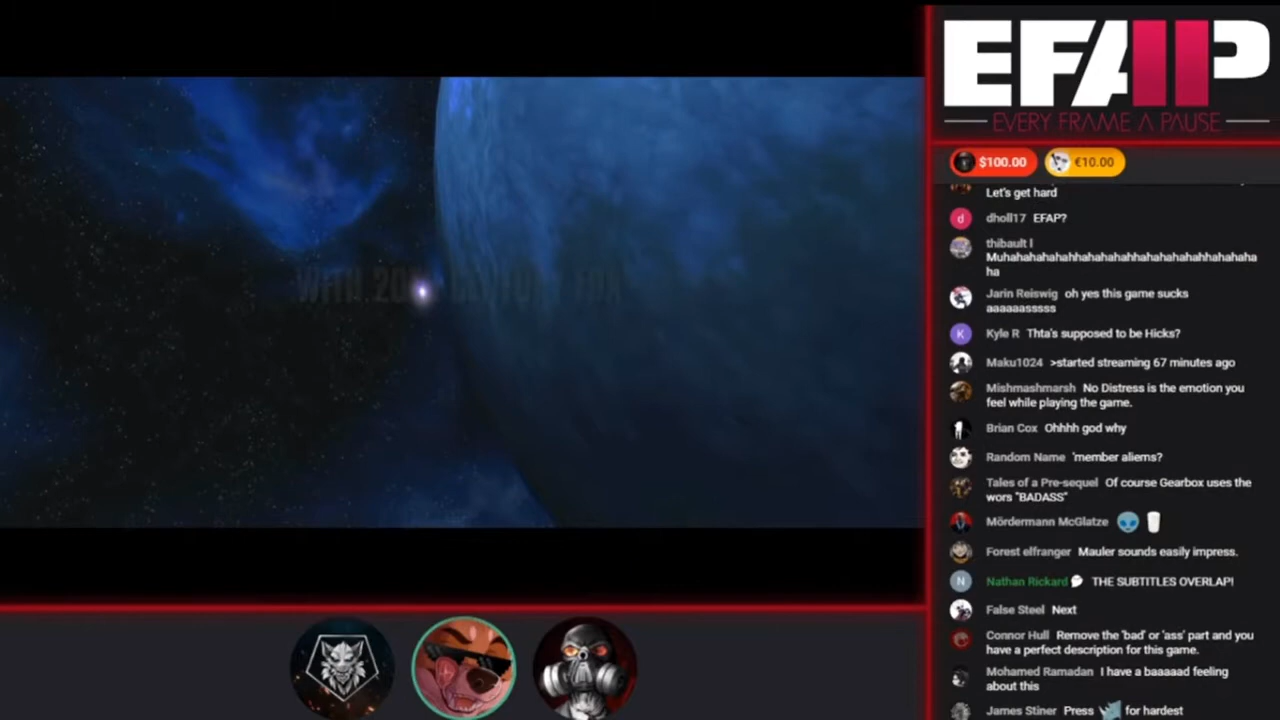 EFAP
EVERY FRAME A PAUSE
$100.00 €10.00
Let's get hard
dholl17 EFAP?
thibault l
Muhahahahahahhahahahahhahahahahahhahahaha
ha
Jarin Reiswig oh yes this game sucks
aaaaaasssss
Kyle R Thta's supposed to be Hicks?
Maku1024 >started streaming 67 minutes ago
Mishmashmarsh No Distress is the emotion you
feel while playing the game.
Brian Cox Ohhhh god why
Random Name 'member aliems?
Tales of a Pre-sequel Of course Gearbox uses the
wors "BADASS"
Mördermann McGlatze
Forest elfranger Mauler sounds easily impress.
N Nathan Rickard THE SUBTITLES OVERLAP!
False Steel Next
Connor Hull Remove the 'bad' or 'ass' part and you
have a perfect description for this game.
Mohamed Ramadan I have a baaaaad feeling
about this
James Stiner Press for hardest
WITH 20